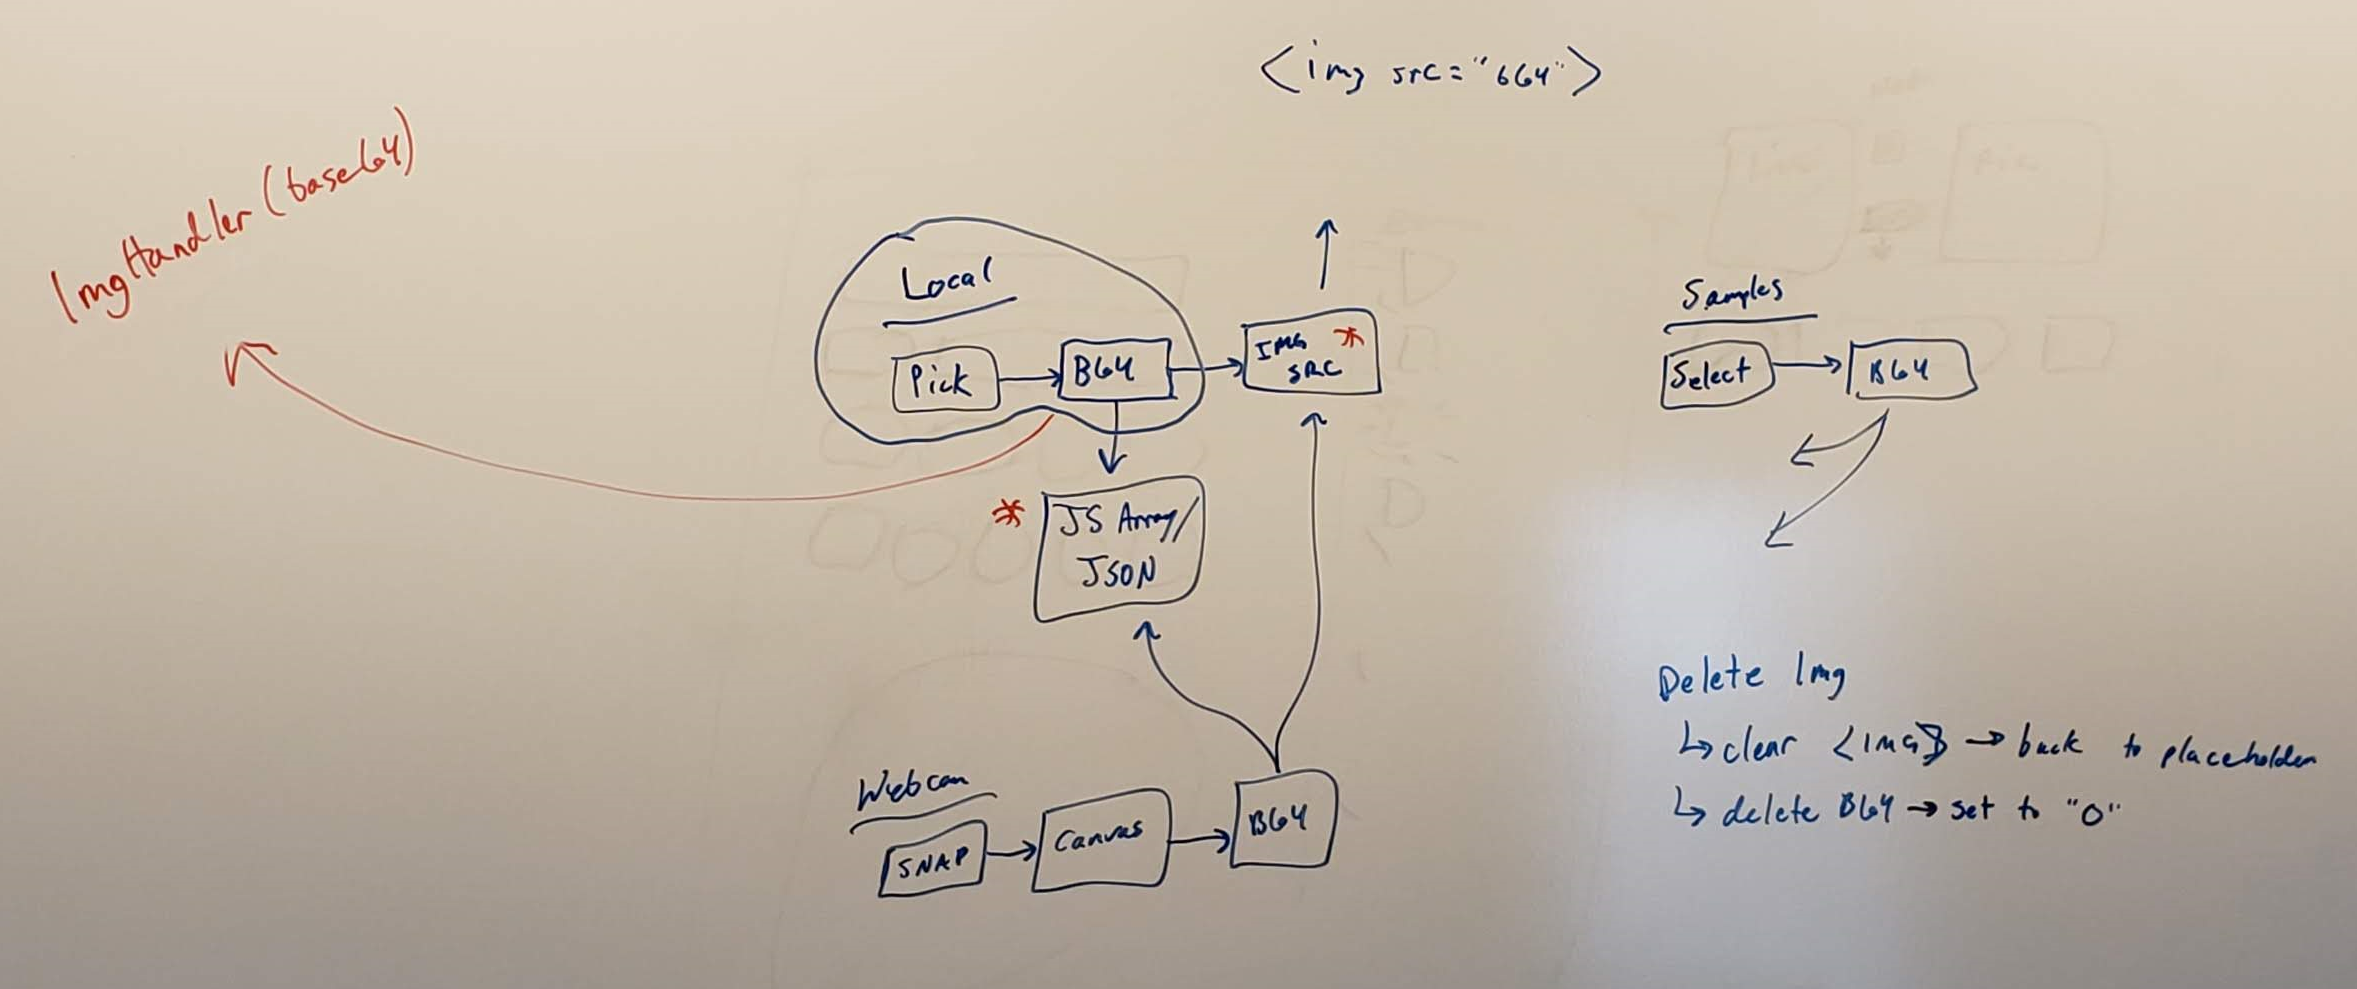 <img src="b64">
ImgHandler(base64)
Local
Pick
B64
IMG *
SRC
Samples
Select
B64
* JS Array/
JSON
Delete Img
↳ clear <IMG> → back to placeholder
↳ delete B64 → set to "0"
Webcam
SNAP
Canvas
B64